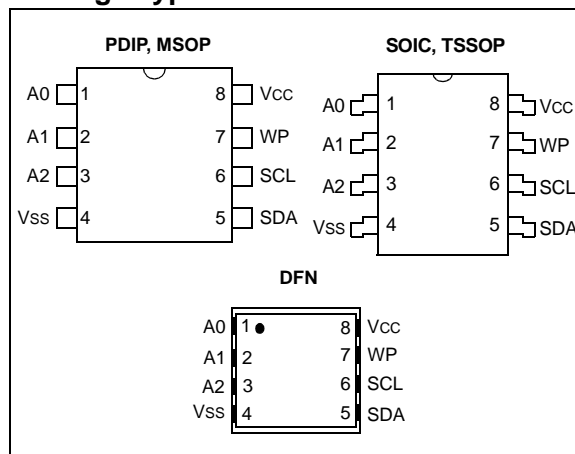 PDIP, MSOP
A0 1 8 VCC
A1 2 7 WP
A2 3 6 SCL
VSS 4 5 SDA
SOIC, TSSOP
A0 1 8 VCC
A1 2 7 WP
A2 3 6 SCL
VSS 4 5 SDA
DFN
A0 1 8 VCC
A1 2 7 WP
A2 3 6 SCL
VSS 4 5 SDA